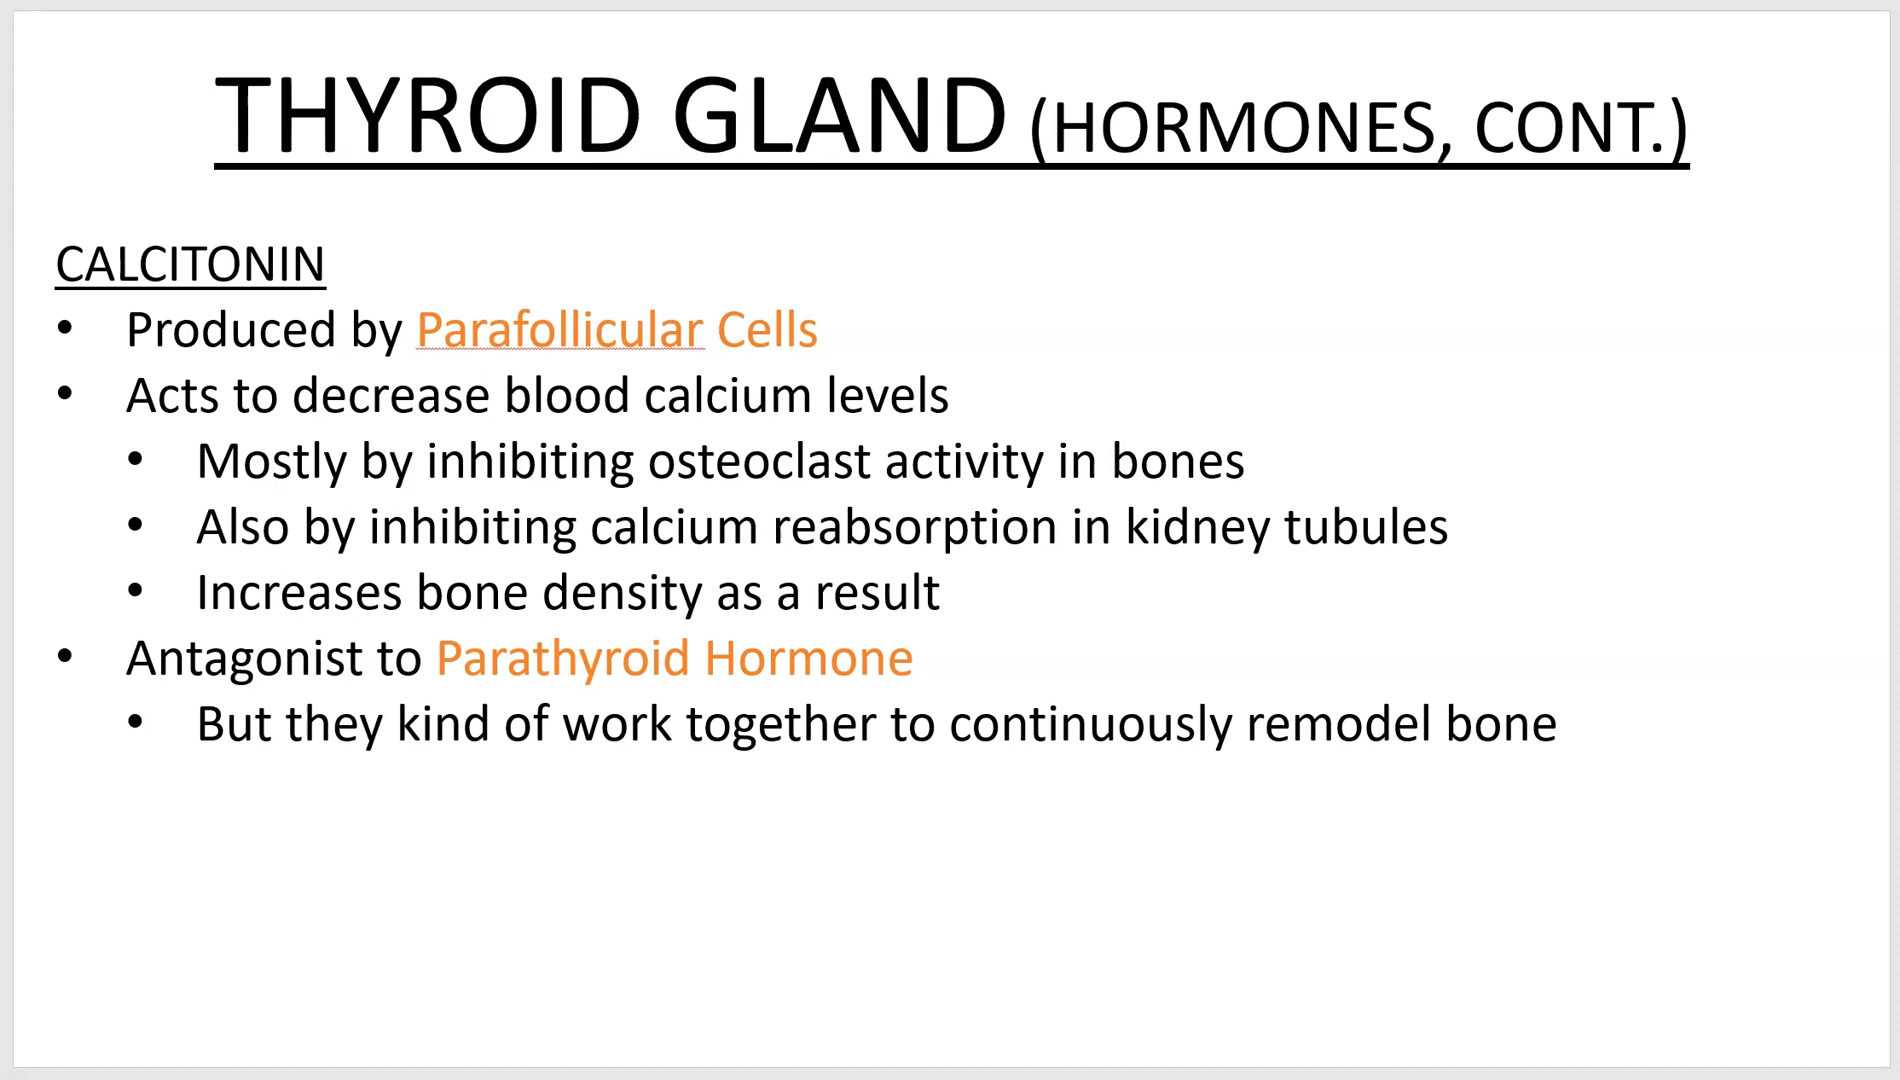 THYROID GLAND (HORMONES, CONT.)
CALCITONIN
• Produced by Parafollicular Cells
• Acts to decrease blood calcium levels
• Mostly by inhibiting osteoclast activity in bones
• Also by inhibiting calcium reabsorption in kidney tubules
• Increases bone density as a result
• Antagonist to Parathyroid Hormone
• But they kind of work together to continuously remodel bone